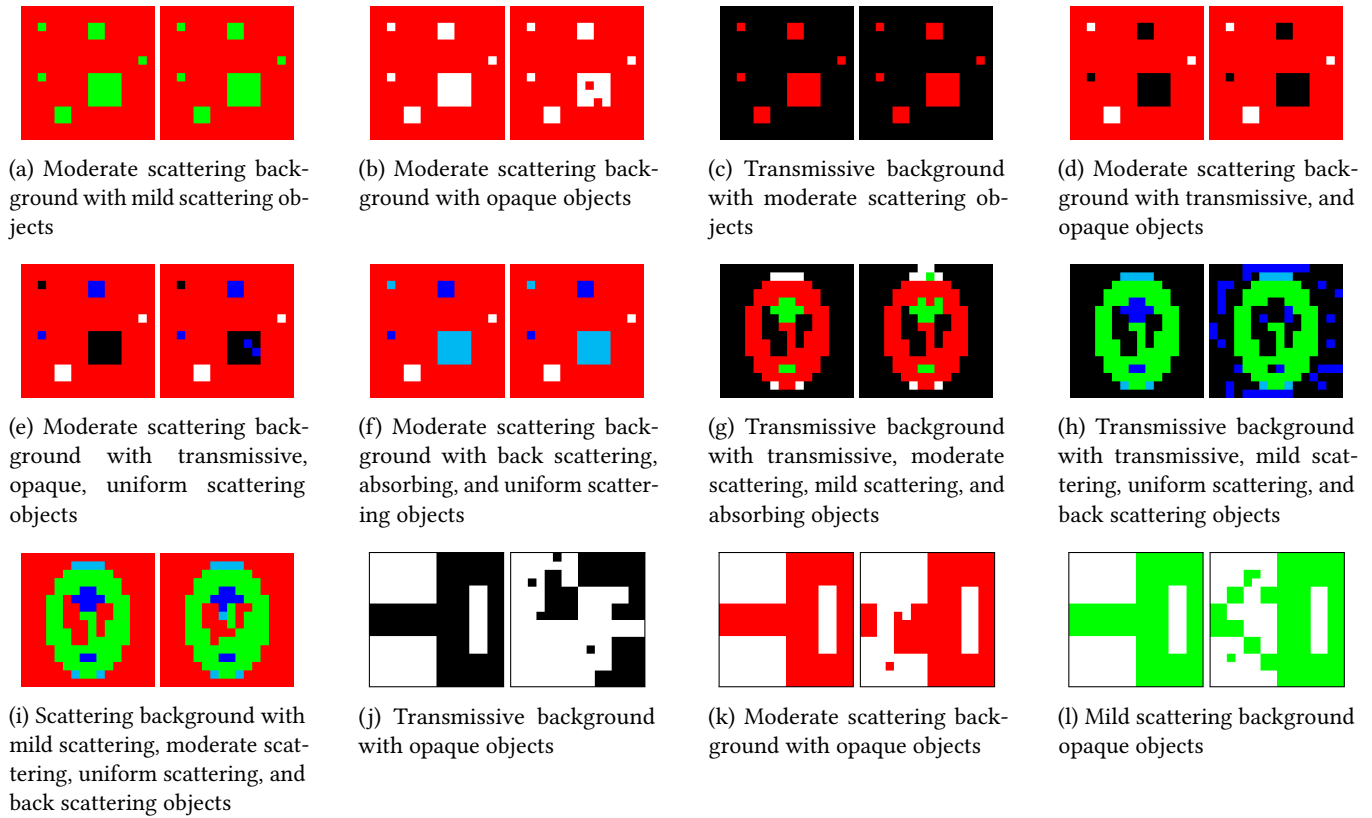 (a) Moderate scattering back-
ground with mild scattering ob-
jects
(b) Moderate scattering back-
ground with opaque objects
(c) Transmissive background
with moderate scattering ob-
jects
(d) Moderate scattering back-
ground with transmissive, and
opaque objects
(e) Moderate scattering back-
ground with transmissive,
opaque, uniform scattering
objects
(f) Moderate scattering back-
ground with back scattering,
absorbing, and uniform scatter-
ing objects
(g) Transmissive background
with transmissive, moderate
scattering, mild scattering, and
absorbing objects
(h) Transmissive background
with transmissive, mild scat-
tering, uniform scattering, and
back scattering objects
(i) Scattering background with
mild scattering, moderate scat-
tering, uniform scattering, and
back scattering objects
(j) Transmissive background
with opaque objects
(k) Moderate scattering back-
ground with opaque objects
(l) Mild scattering background
opaque objects